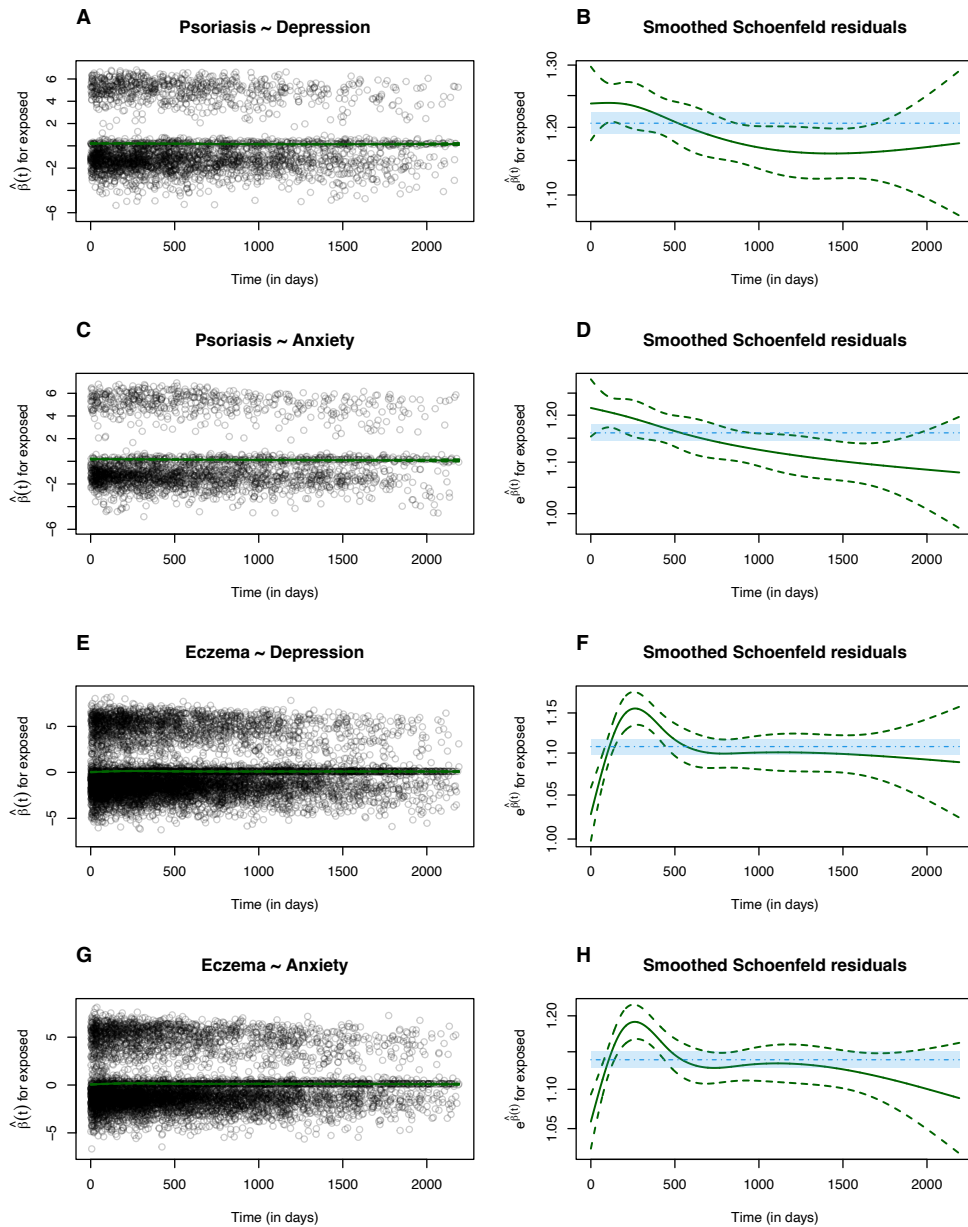 A
Psoriasis ~ Depression
β̂(t) for exposed
6
4
2
−2
−6
0 500 1000 1500 2000
Time (in days)
B
Smoothed Schoenfeld residuals
e^β̂(t) for exposed
1.30
1.20
1.10
0 500 1000 1500 2000
Time (in days)
C
Psoriasis ~ Anxiety
β̂(t) for exposed
6
2
−2
−6
0 500 1000 1500 2000
Time (in days)
D
Smoothed Schoenfeld residuals
e^β̂(t) for exposed
1.20
1.10
1.00
0 500 1000 1500 2000
Time (in days)
E
Eczema ~ Depression
β̂(t) for exposed
5
0
−5
0 500 1000 1500 2000
Time (in days)
F
Smoothed Schoenfeld residuals
e^β̂(t) for exposed
1.15
1.10
1.05
1.00
0 500 1000 1500 2000
Time (in days)
G
Eczema ~ Anxiety
β̂(t) for exposed
5
0
−5
0 500 1000 1500 2000
Time (in days)
H
Smoothed Schoenfeld residuals
e^β̂(t) for exposed
1.20
1.10
1.05
0 500 1000 1500 2000
Time (in days)